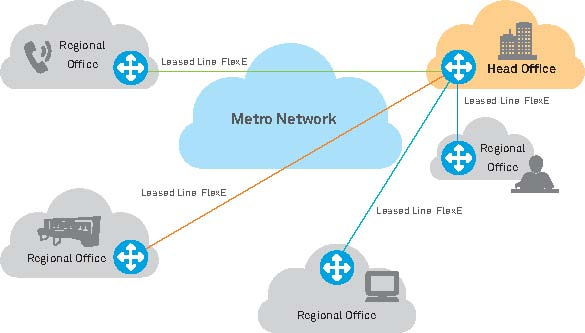 Regional
Office
Leased Line FlexE
Head Office
Metro Network
Leased Line FlexE
Regional
Office
Leased Line FlexE
Leased Line FlexE
Regional Office
Regional Office